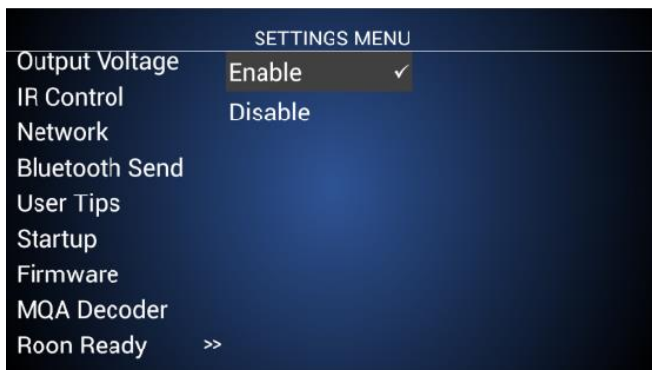 SETTINGS MENU
Output Voltage
IR Control
Network
Bluetooth Send
User Tips
Startup
Firmware
MQA Decoder
Roon Ready >>
Enable ✓
Disable